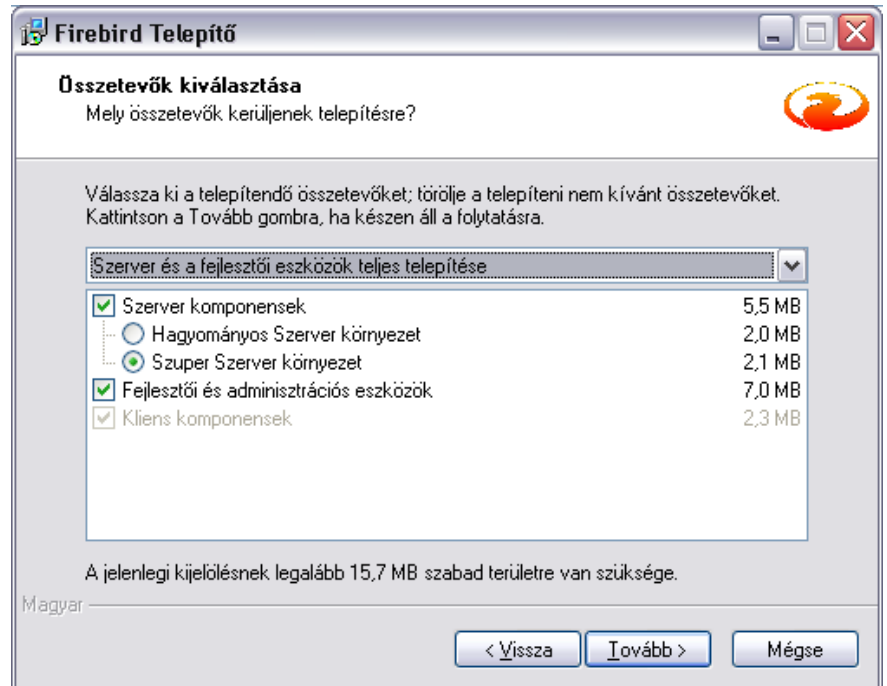 Firebird Telepítő
Összetevők kiválasztása
Mely összetevők kerüljenek telepítésre?
Válassza ki a telepítendő összetevőket; törölje a telepíteni nem kívánt összetevőket.
Kattintson a Tovább gombra, ha készen áll a folytatásra.
Szerver és a fejlesztői eszközök teljes telepítése
Szerver komponensek 5,5 MB
Hagyományos Szerver környezet 2,0 MB
Szuper Szerver környezet 2,1 MB
Fejlesztői és adminisztrációs eszközök 7,0 MB
Kliens komponensek 2,3 MB
A jelenlegi kijelölésnek legalább 15,7 MB szabad területre van szüksége.
Magyar
< Vissza Tovább > Mégse